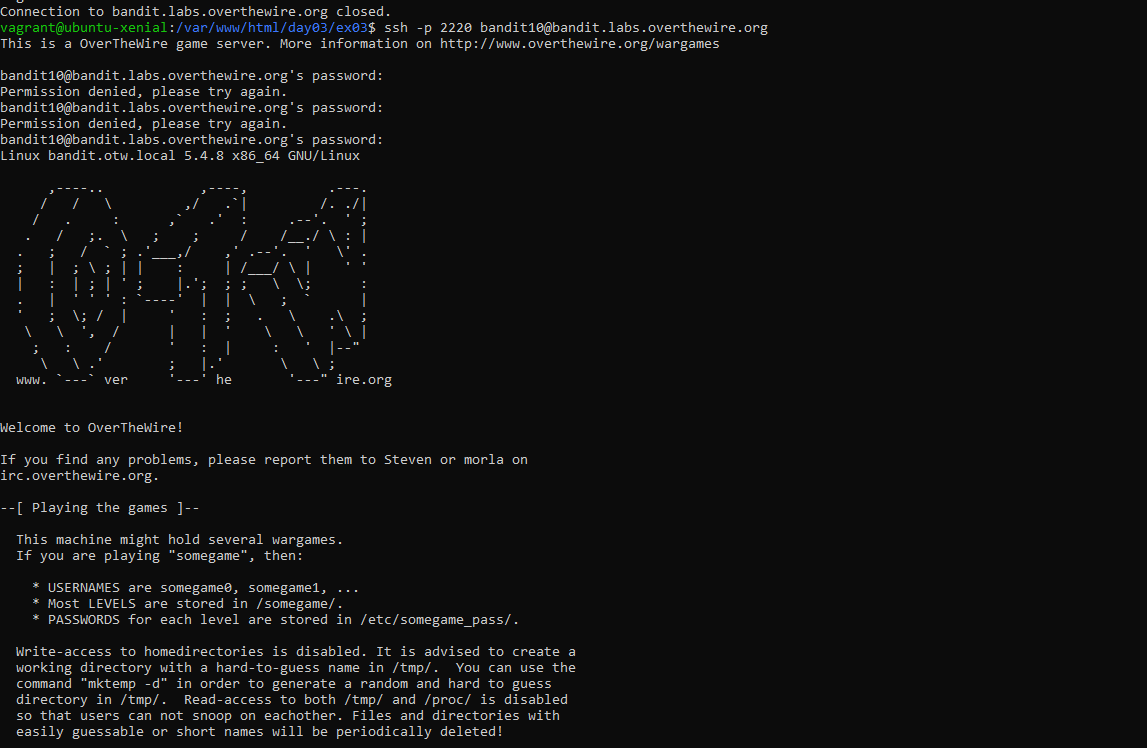 Connection to bandit.labs.overthewire.org closed.
vagrant@ubuntu-xenial:/var/www/html/day03/ex03$ ssh -p 2220 bandit10@bandit.labs.overthewire.org
This is a OverTheWire game server. More information on http://www.overthewire.org/wargames
bandit10@bandit.labs.overthewire.org's password:
Permission denied, please try again.
bandit10@bandit.labs.overthewire.org's password:
Permission denied, please try again.
bandit10@bandit.labs.overthewire.org's password:
Linux bandit.otw.local 5.4.8 x86_64 GNU/Linux
www. ver he ire.org
Welcome to OverTheWire!
If you find any problems, please report them to Steven or morla on
irc.overthewire.org.
--[ Playing the games ]--
This machine might hold several wargames.
If you are playing "somegame", then:
* USERNAMES are somegame0, somegame1, ...
* Most LEVELS are stored in /somegame/.
* PASSWORDS for each level are stored in /etc/somegame_pass/.
Write-access to homedirectories is disabled. It is advised to create a
working directory with a hard-to-guess name in /tmp/.  You can use the
command "mktemp -d" in order to generate a random and hard to guess
directory in /tmp/.  Read-access to both /tmp/ and /proc/ is disabled
so that users can not snoop on eachother. Files and directories with
easily guessable or short names will be periodically deleted!